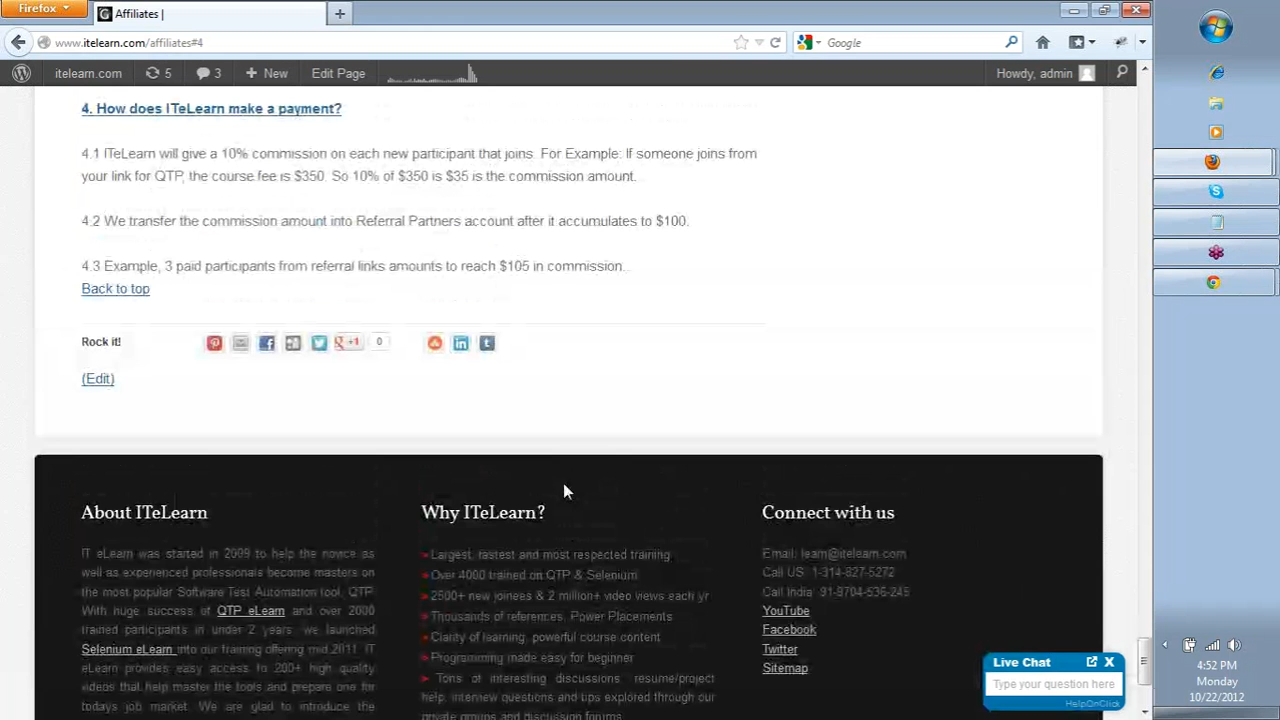 Firefox
Affiliates |
www.itelearn.com/affiliates#4
Google
itelearn.com
5
3
New
Edit Page
Howdy, admin
4. How does ITeLearn make a payment?
4.1 ITeLearn will give a 10% commission on each new participant that joins. For Example: If someone joins from
your link for QTP, the course fee is $350. So 10% of $350 is $35 is the commission amount.
4.2 We transfer the commission amount into Referral Partners account after it accumulates to $100.
4.3 Example, 3 paid participants from referral links amounts to reach $105 in commission.
Back to top
Rock it!
+1
0
(Edit)
About ITeLearn
IT eLearn was started in 2009 to help the novice as
well as experienced professionals become masters on
the most popular Software Test Automation tool, QTP.
With huge success of QTP eLearn and over 2000
trained participants in under 2 years, we launched
Selenium eLearn into our training offering mid 2011. IT
eLearn provides easy access to 200+ high quality
videos that help master the tools and prepare one for
todays job market. We are glad to introduce the
Why ITeLearn?
Largest, fastest and most respected training
Over 4000 trained on QTP & Selenium
2500+ new joinees & 2 million+ video views each yr
Thousands of references, Power Placements
Clarity of learning, powerful course content
Programming made easy for beginner
Tons of interesting discussions, resume/project
help, interview questions and tips explored through our
private groups and discussion forums
Connect with us
Email: learn@itelearn.com
Call US: 1-314-827-5272
Call India: 91-8704-536-245
YouTube
Facebook
Twitter
Sitemap
Live Chat
Type your question here
HelpOnClick
4:52 PM
Monday
10/22/2012